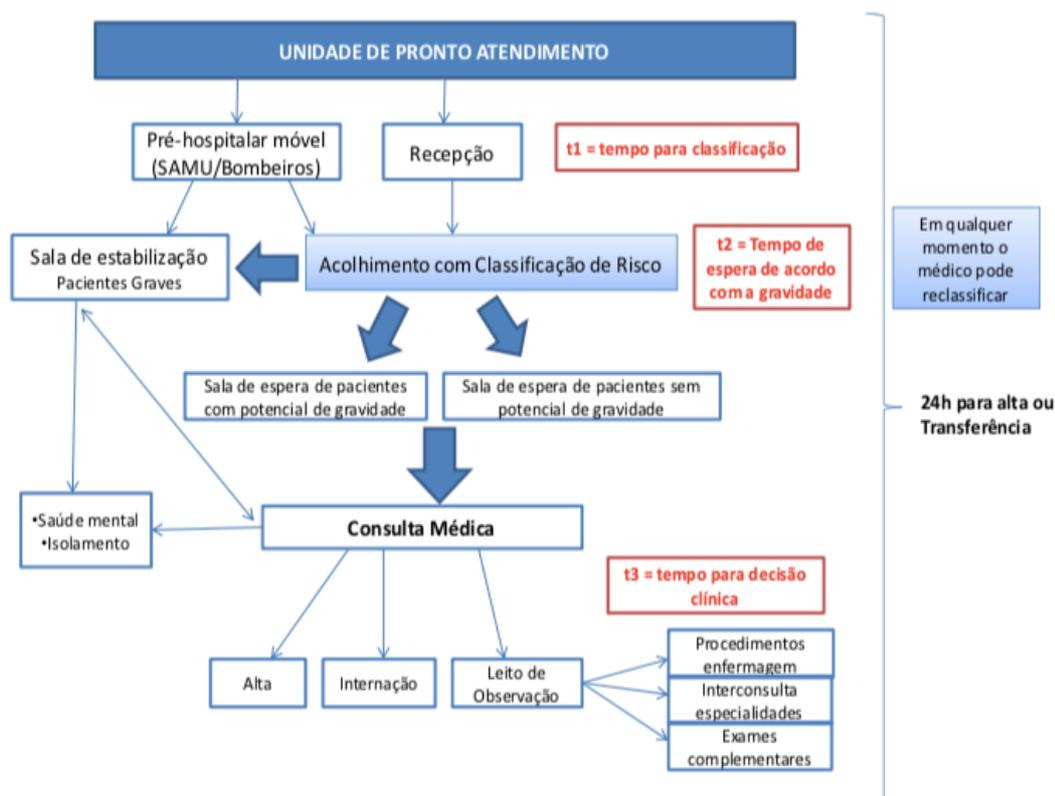 UNIDADE DE PRONTO ATENDIMENTO
Pré-hospitalar móvel
(SAMU/Bombeiros)
Recepção
t1 = tempo para classificação
Sala de estabilização
Pacientes Graves
Acolhimento com Classificação de Risco
t2 = Tempo de
espera de acordo
com a gravidade
Em qualquer
momento o
médico pode
reclassificar
Sala de espera de pacientes
com potencial de gravidade
Sala de espera de pacientes sem
potencial de gravidade
24h para alta ou
Transferência
•Saúde mental
•Isolamento
Consulta Médica
t3 = tempo para decisão
clínica
Alta
Internação
Leito de
Observação
Procedimentos
enfermagem
Interconsulta
especialidades
Exames
complementares